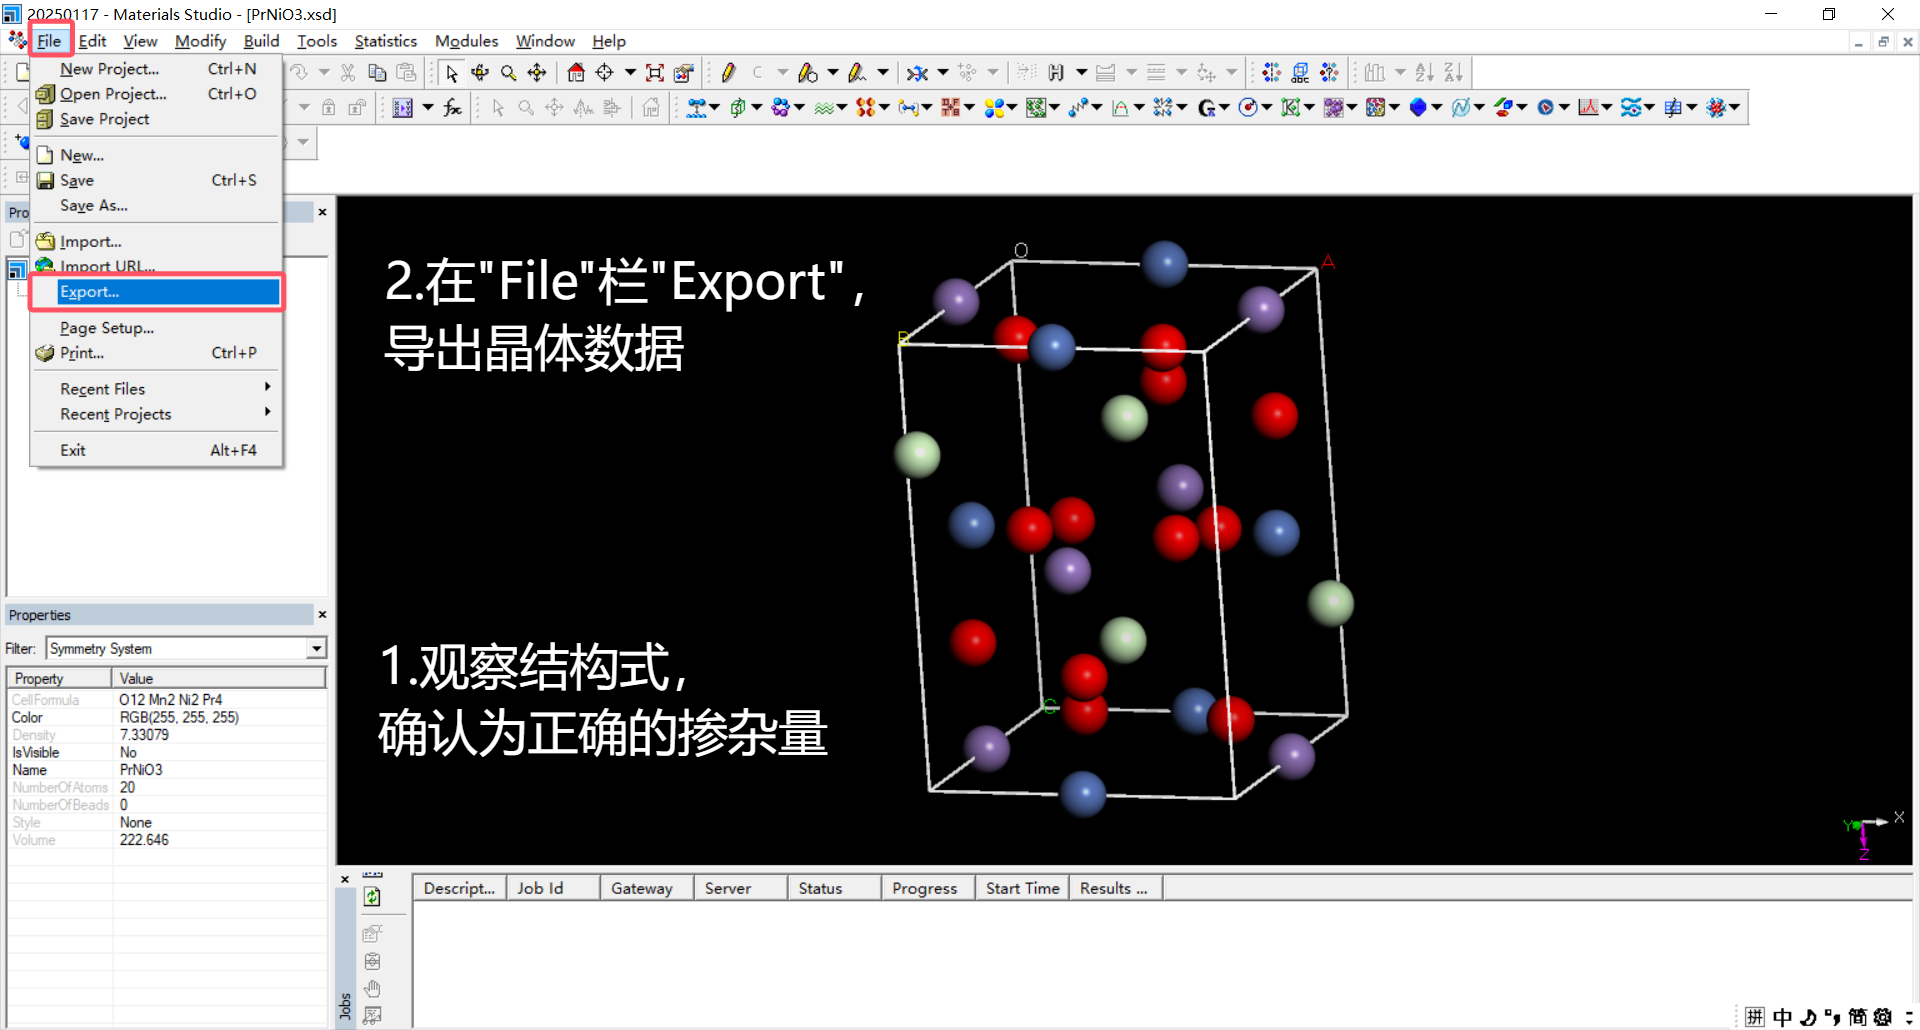 20250117 - Materials Studio - [PrNiO3.xsd]
File Edit View Modify Build Tools Statistics Modules Window Help
New Project... Ctrl+N
Open Project... Ctrl+O
Save Project
New...
Save Ctrl+S
Save As...
Import...
Import URL...
Export...
Page Setup...
Print... Ctrl+P
Recent Files
Recent Projects
Exit Alt+F4
Pro
2.在"File"栏"Export"，
导出晶体数据
1.观察结构式，
确认为正确的掺杂量
O
A
B
C
X
Y
Z
Properties
Filter: Symmetry System
Property Value
CellFormula O12 Mn2 Ni2 Pr4
Color RGB(255, 255, 255)
Density 7.33079
IsVisible No
Name PrNiO3
NumberOfAtoms 20
NumberOfBeads 0
Style None
Volume 222.646
Descript... Job Id Gateway Server Status Progress Start Time Results ...
Jobs
拼 中 简